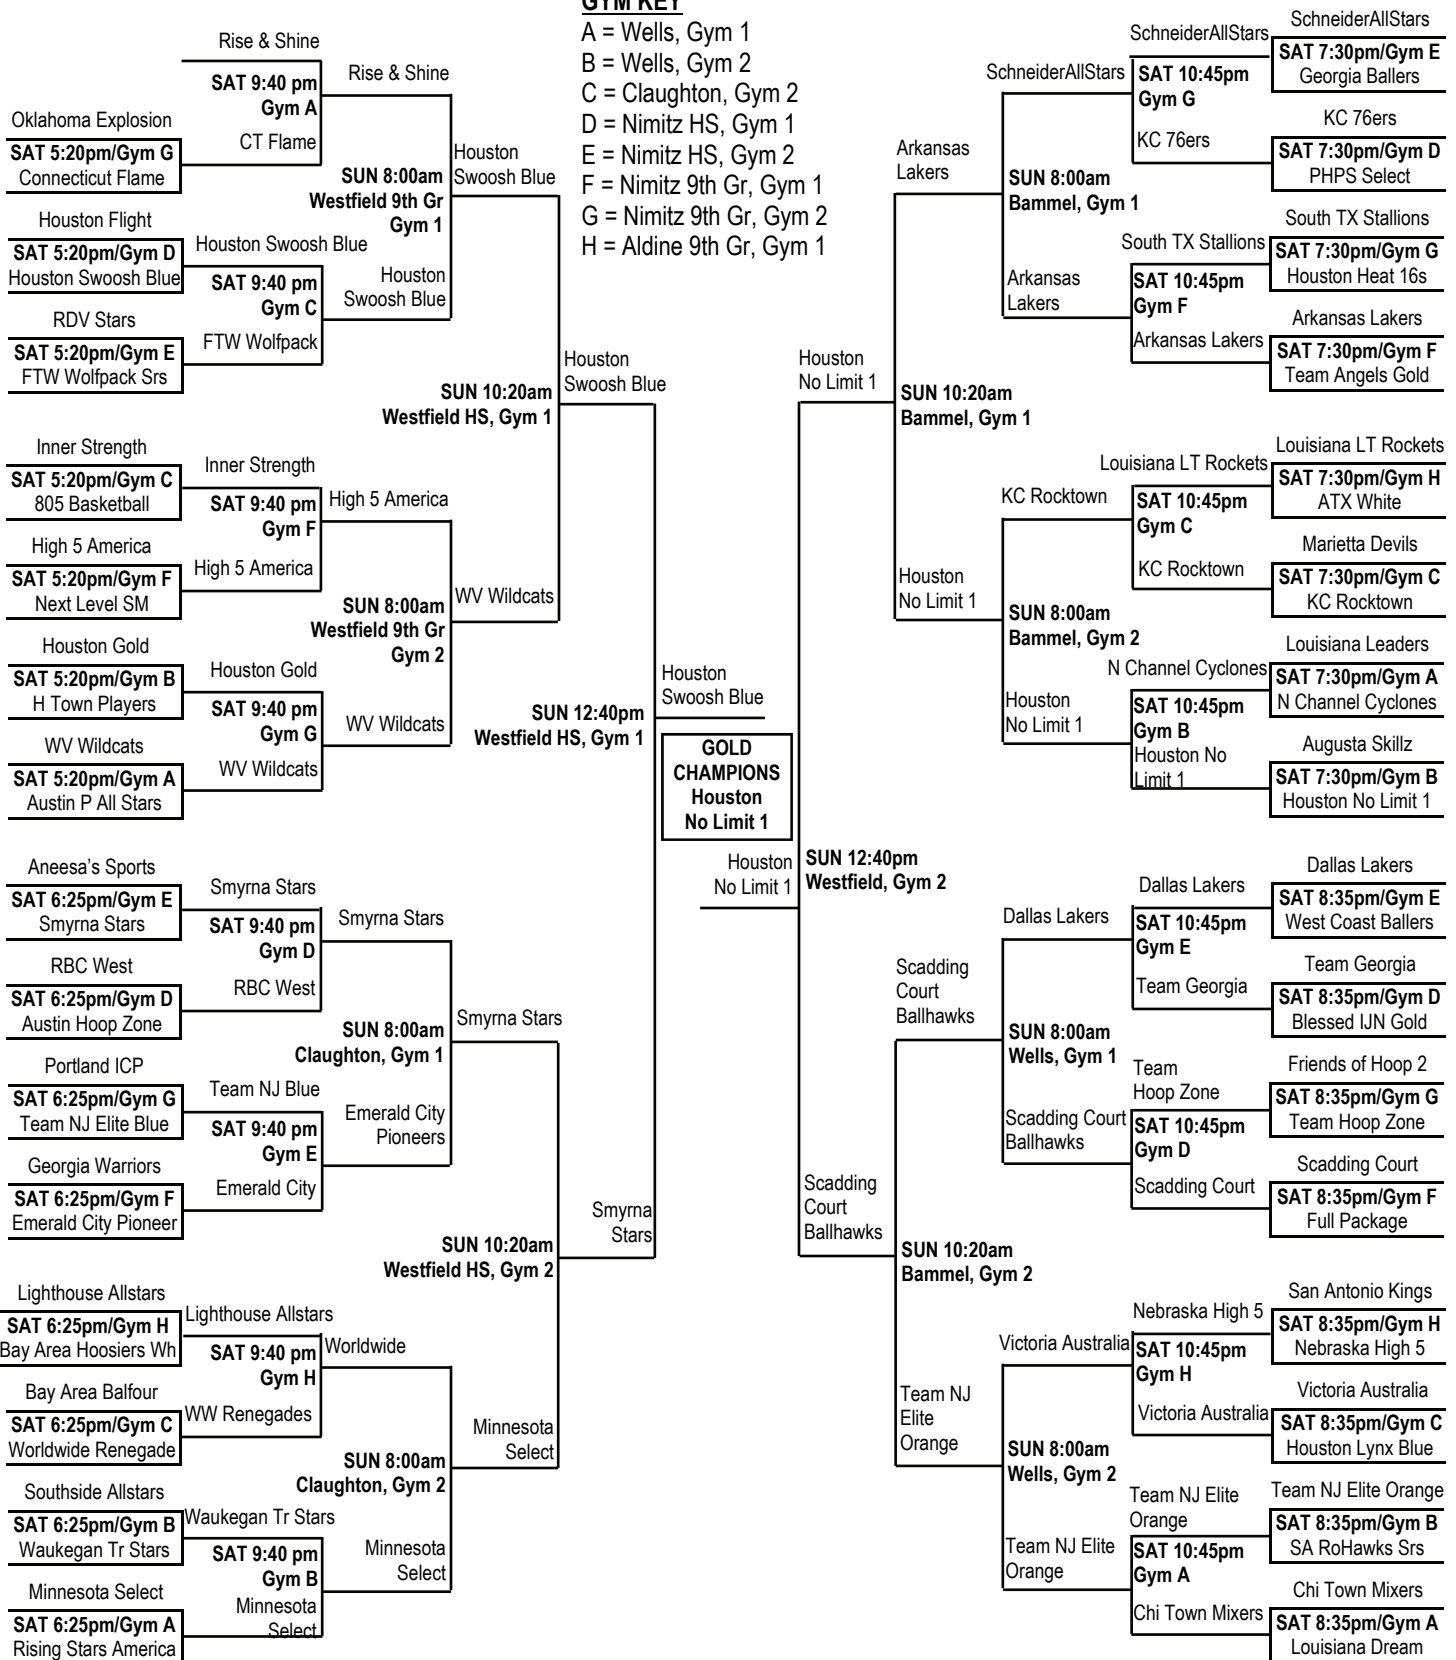 GYM KEY
A = Wells, Gym 1
B = Wells, Gym 2
C = Claughton, Gym 2
D = Nimitz HS, Gym 1
E = Nimitz HS, Gym 2
F = Nimitz 9th Gr, Gym 1
G = Nimitz 9th Gr, Gym 2
H = Aldine 9th Gr, Gym 1
Oklahoma Explosion
SAT 5:20pm/Gym G
Connecticut Flame
Houston Flight
SAT 5:20pm/Gym D
Houston Swoosh Blue
RDV Stars
SAT 5:20pm/Gym E
FTW Wolfpack Srs
Inner Strength
SAT 5:20pm/Gym C
805 Basketball
High 5 America
SAT 5:20pm/Gym F
Next Level SM
Houston Gold
SAT 5:20pm/Gym B
H Town Players
WV Wildcats
SAT 5:20pm/Gym A
Austin P All Stars
Aneesa's Sports
SAT 6:25pm/Gym E
Smyrna Stars
RBC West
SAT 6:25pm/Gym D
Austin Hoop Zone
Portland ICP
SAT 6:25pm/Gym G
Team NJ Elite Blue
Georgia Warriors
SAT 6:25pm/Gym F
Emerald City Pioneer
Lighthouse Allstars
SAT 6:25pm/Gym H
Bay Area Hoosiers Wh
Bay Area Balfour
SAT 6:25pm/Gym C
Worldwide Renegade
Southside Allstars
SAT 6:25pm/Gym B
Waukegan Tr Stars
Minnesota Select
SAT 6:25pm/Gym A
Rising Stars America
Rise & Shine
SAT 9:40 pm
Gym A
CT Flame
Houston Swoosh Blue
SAT 9:40 pm
Gym C
FTW Wolfpack
Inner Strength
SAT 9:40 pm
Gym F
High 5 America
Houston Gold
SAT 9:40 pm
Gym G
WV Wildcats
Smyrna Stars
SAT 9:40 pm
Gym D
RBC West
Team NJ Blue
SAT 9:40 pm
Gym E
Emerald City
Lighthouse Allstars
SAT 9:40 pm
Gym H
WW Renegades
Waukegan Tr Stars
SAT 9:40 pm
Gym B
Minnesota
Select
Rise & Shine
SUN 8:00am
Westfield 9th Gr
Gym 1
Houston
Swoosh Blue
High 5 America
SUN 8:00am
Westfield 9th Gr
Gym 2
WV Wildcats
Smyrna Stars
SUN 8:00am
Claughton, Gym 1
Emerald City
Pioneers
Worldwide
SUN 8:00am
Claughton, Gym 2
Minnesota
Select
Houston
Swoosh Blue
SUN 10:20am
Westfield HS, Gym 1
WV Wildcats
Smyrna Stars
SUN 10:20am
Westfield HS, Gym 2
Minnesota
Select
Houston
Swoosh Blue
SUN 12:40pm
Westfield HS, Gym 1
Smyrna
Stars
Houston
Swoosh Blue
GOLD
CHAMPIONS
Houston
No Limit 1
Houston
No Limit 1
Houston
No Limit 1
SUN 12:40pm
Westfield, Gym 2
Scadding
Court
Ballhawks
Arkansas
Lakers
SUN 10:20am
Bammel, Gym 1
Houston
No Limit 1
Scadding
Court
Ballhawks
SUN 10:20am
Bammel, Gym 2
Team NJ
Elite
Orange
SchneiderAllStars
SUN 8:00am
Bammel, Gym 1
Arkansas
Lakers
KC Rocktown
SUN 8:00am
Bammel, Gym 2
Houston
No Limit 1
Dallas Lakers
SUN 8:00am
Wells, Gym 1
Scadding Court
Ballhawks
Victoria Australia
SUN 8:00am
Wells, Gym 2
Team NJ Elite
Orange
SchneiderAllStars
SAT 10:45pm
Gym G
KC 76ers
South TX Stallions
SAT 10:45pm
Gym F
Arkansas Lakers
Louisiana LT Rockets
SAT 10:45pm
Gym C
KC Rocktown
N Channel Cyclones
SAT 10:45pm
Gym B
Houston No
Limit 1
Dallas Lakers
SAT 10:45pm
Gym E
Team Georgia
Team
Hoop Zone
SAT 10:45pm
Gym D
Scadding Court
Nebraska High 5
SAT 10:45pm
Gym H
Victoria Australia
Team NJ Elite
Orange
SAT 10:45pm
Gym A
Chi Town Mixers
SchneiderAllStars
SAT 7:30pm/Gym E
Georgia Ballers
KC 76ers
SAT 7:30pm/Gym D
PHPS Select
South TX Stallions
SAT 7:30pm/Gym G
Houston Heat 16s
Arkansas Lakers
SAT 7:30pm/Gym F
Team Angels Gold
Louisiana LT Rockets
SAT 7:30pm/Gym H
ATX White
Marietta Devils
SAT 7:30pm/Gym C
KC Rocktown
Louisiana Leaders
SAT 7:30pm/Gym A
N Channel Cyclones
Augusta Skillz
SAT 7:30pm/Gym B
Houston No Limit 1
Dallas Lakers
SAT 8:35pm/Gym E
West Coast Ballers
Team Georgia
SAT 8:35pm/Gym D
Blessed IJN Gold
Friends of Hoop 2
SAT 8:35pm/Gym G
Team Hoop Zone
Scadding Court
SAT 8:35pm/Gym F
Full Package
San Antonio Kings
SAT 8:35pm/Gym H
Nebraska High 5
Victoria Australia
SAT 8:35pm/Gym C
Houston Lynx Blue
Team NJ Elite Orange
SAT 8:35pm/Gym B
SA RoHawks Srs
Chi Town Mixers
SAT 8:35pm/Gym A
Louisiana Dream